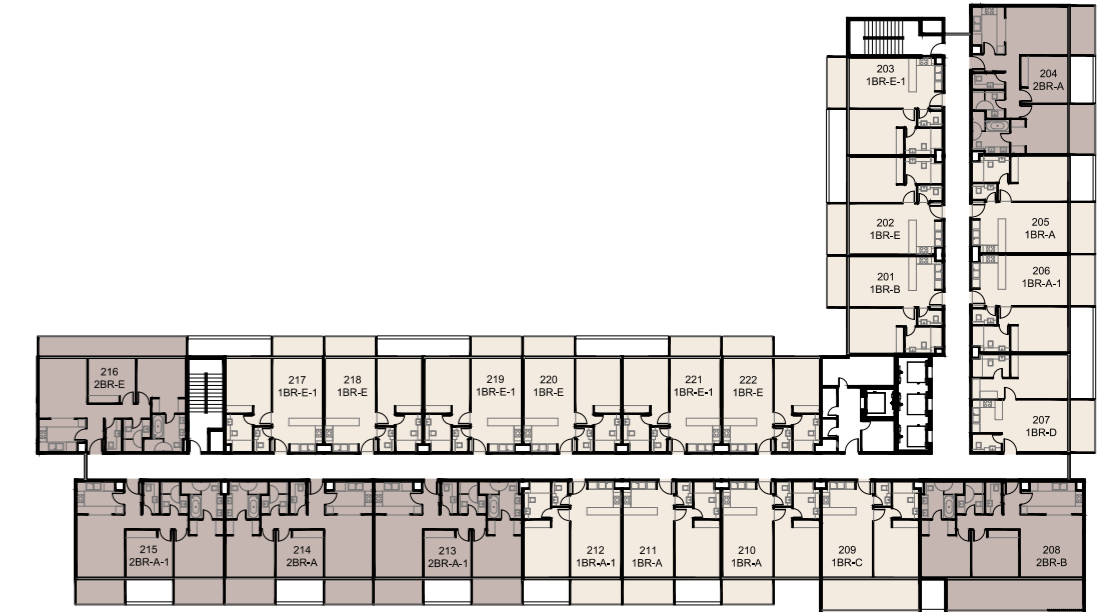 203
1BR-E-1
204
2BR-A
202
1BR-E
205
1BR-A
201
1BR-B
206
1BR-A-1
216
2BR-E
217
1BR-E-1
218
1BR-E
219
1BR-E-1
220
1BR-E
221
1BR-E-1
222
1BR-E
207
1BR-D
215
2BR-A-1
214
2BR-A
213
2BR-A-1
212
1BR-A-1
211
1BR-A
210
1BR-A
209
1BR-C
208
2BR-B